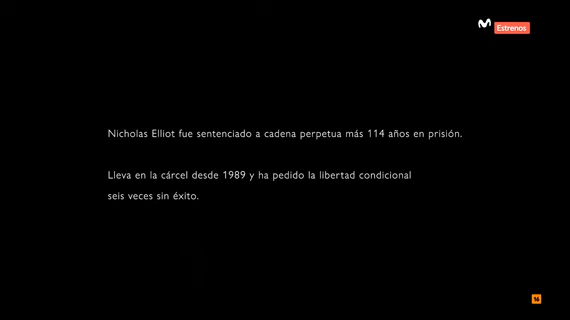 M
Estrenos
Nicholas Elliot fue sentenciado a cadena perpetua más 114 años en prisión.
Lleva en la cárcel desde 1989 y ha pedido la libertad condicional
seis veces sin éxito.
16